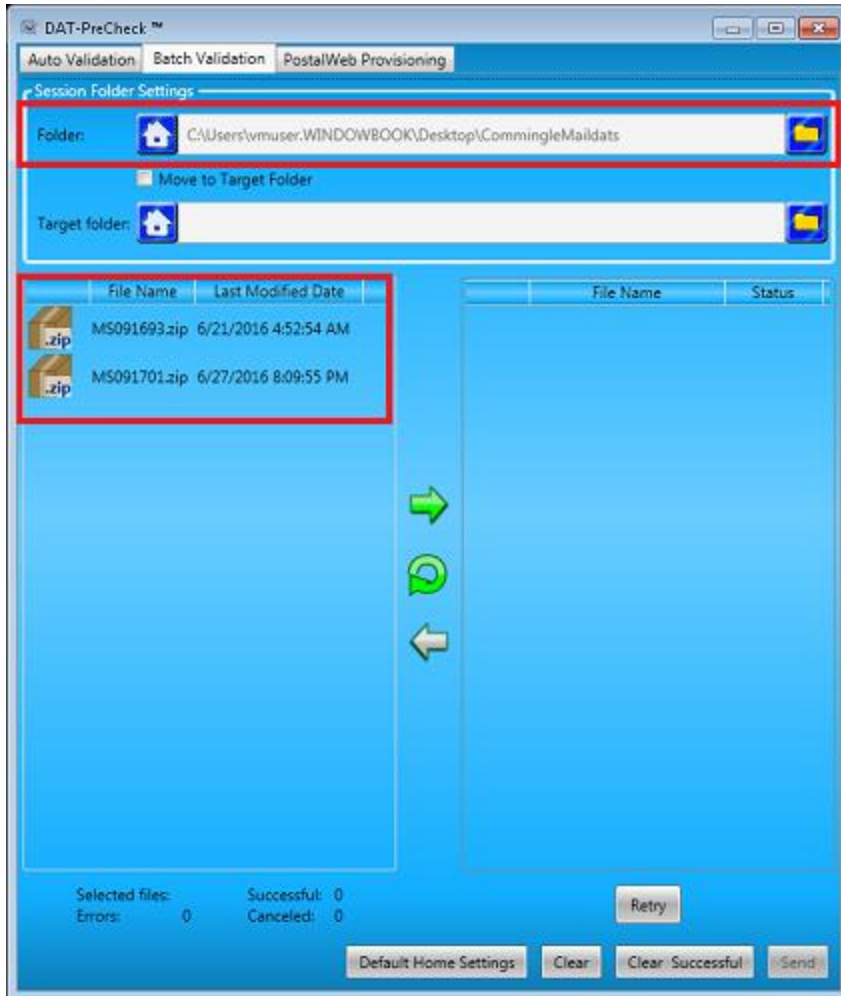 DAT-PreCheck ™
Auto Validation Batch Validation PostalWeb Provisioning
Session Folder Settings
Folder: C:\Users\vmuser.WINDOWBOOK\Desktop\CommingleMaildats
Move to Target Folder
Target folder:
File Name Last Modified Date File Name Status
.zip MS091693.zip 6/21/2016 4:52:54 AM
.zip MS091701.zip 6/27/2016 8:09:55 PM
Selected files: Successful: 0
Errors: 0 Canceled: 0
Retry
Default Home Settings Clear Clear Successful Send